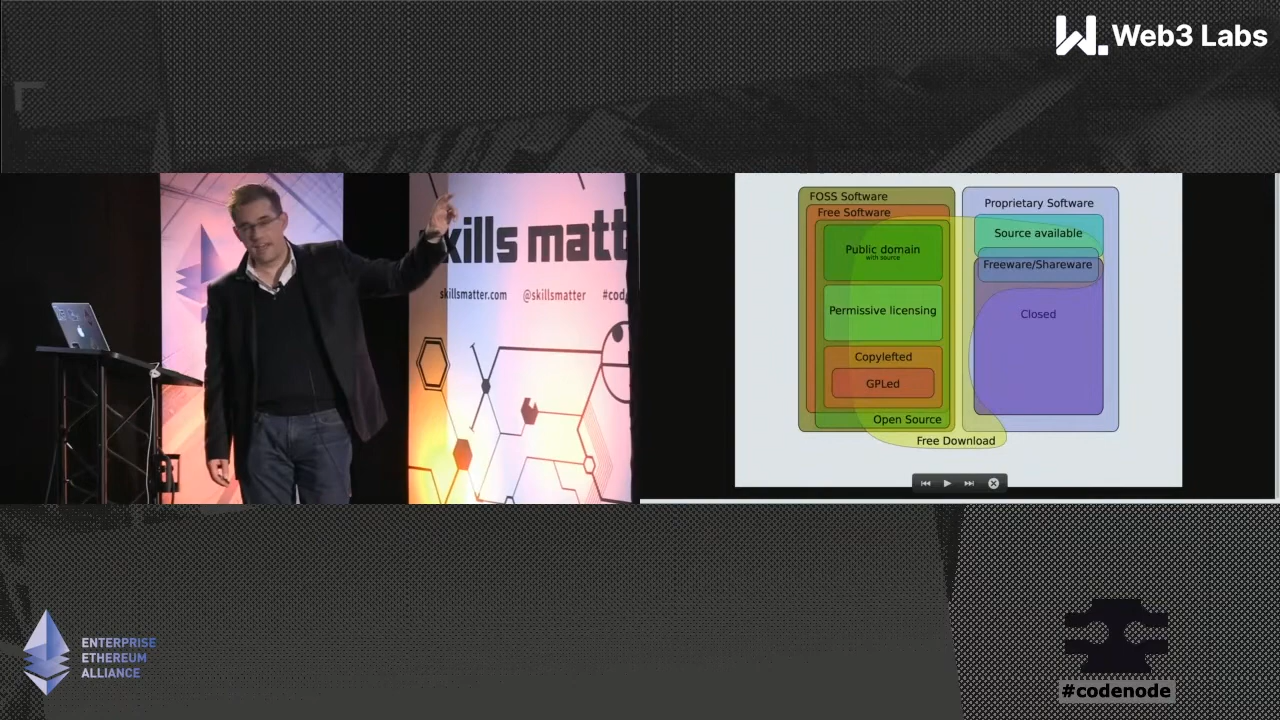 Web3 Labs
kills matt
skillsmatter.com @skillsmatter #cod
FOSS Software
Free Software
Public domain
with source
Permissive licensing
Copylefted
GPLed
Open Source
Free Download
Proprietary Software
Source available
Freeware/Shareware
Closed
ENTERPRISE
ETHEREUM
ALLIANCE
#codenode